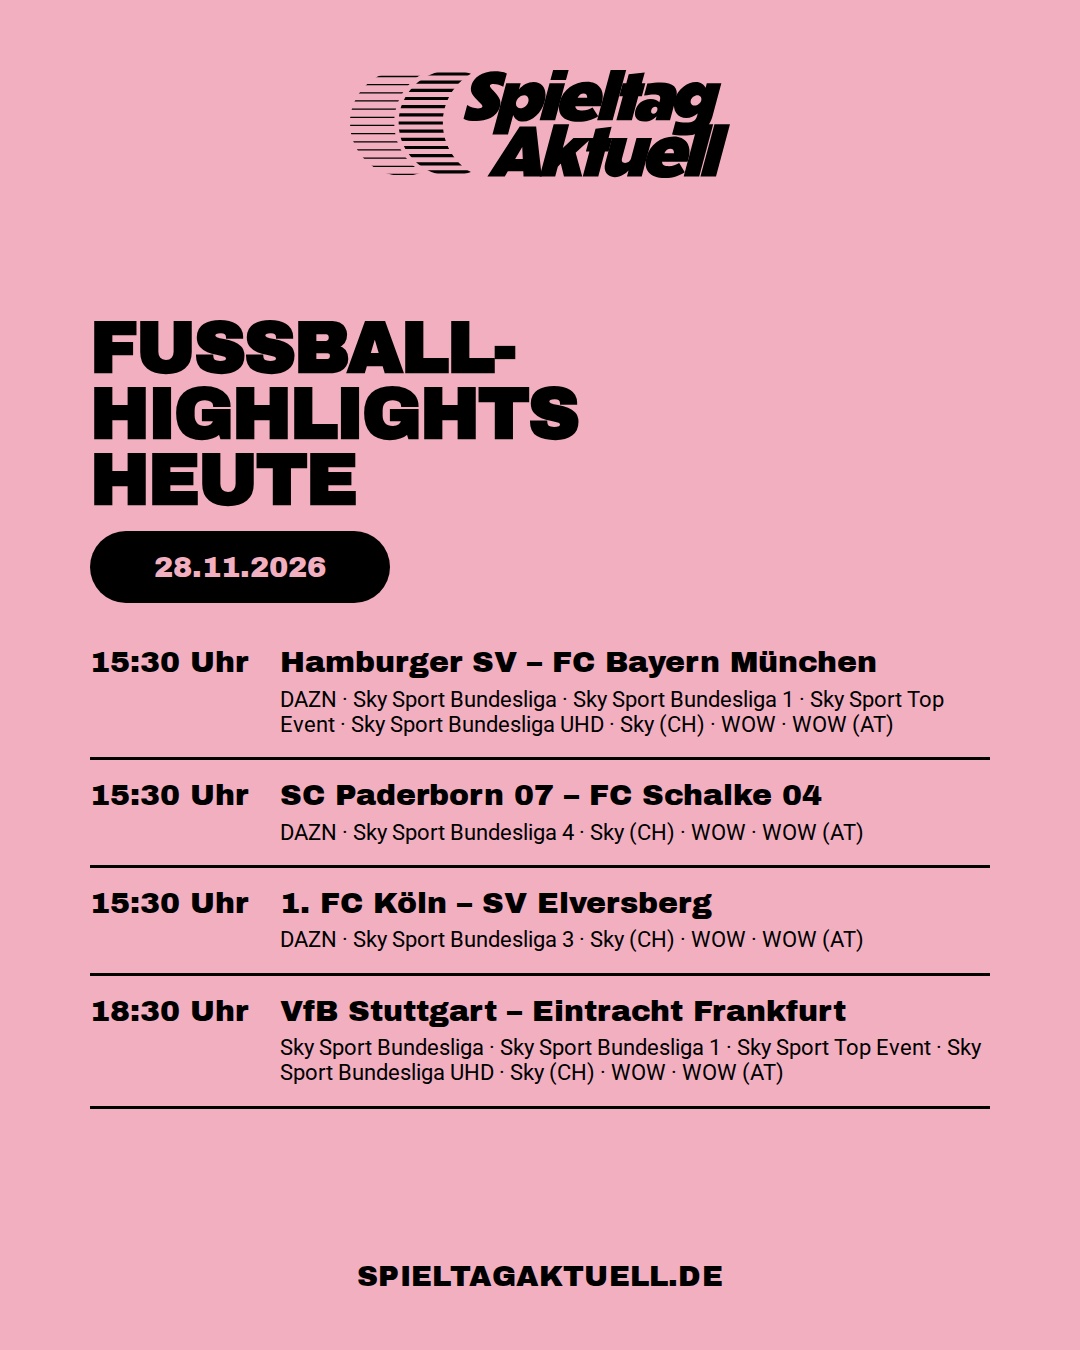 Spieltag
Aktuell
FUSSBALL-
HIGHLIGHTS
HEUTE
28.11.2026
15:30 Uhr Hamburger SV – FC Bayern München
DAZN · Sky Sport Bundesliga · Sky Sport Bundesliga 1 · Sky Sport Top
Event · Sky Sport Bundesliga UHD · Sky (CH) · WOW · WOW (AT)
15:30 Uhr SC Paderborn 07 – FC Schalke 04
DAZN · Sky Sport Bundesliga 4 · Sky (CH) · WOW · WOW (AT)
15:30 Uhr 1. FC Köln – SV Elversberg
DAZN · Sky Sport Bundesliga 3 · Sky (CH) · WOW · WOW (AT)
18:30 Uhr VfB Stuttgart – Eintracht Frankfurt
Sky Sport Bundesliga · Sky Sport Bundesliga 1 · Sky Sport Top Event · Sky
Sport Bundesliga UHD · Sky (CH) · WOW · WOW (AT)
SPIELTAGAKTUELL.DE